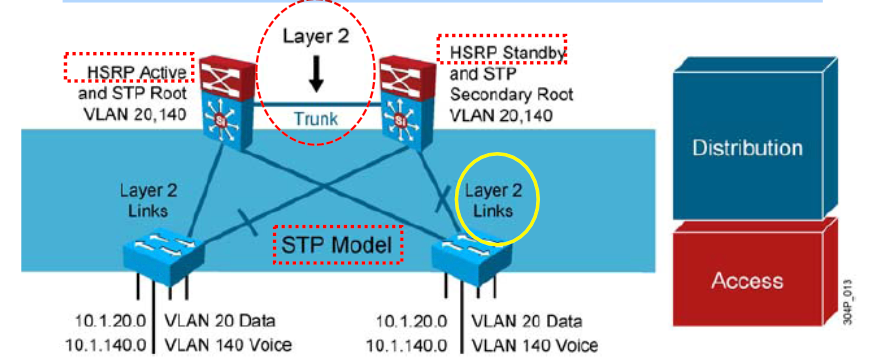 Layer 2
HSRP Active
and STP Root
VLAN 20,140
HSRP Standby
and STP
Secondary Root
VLAN 20,140
Trunk
Si
Si
Distribution
Layer 2
Links
Layer 2
Links
STP Model
Access
10.1.20.0 VLAN 20 Data
10.1.140.0 VLAN 140 Voice
10.1.20.0 VLAN 20 Data
10.1.140.0 VLAN 140 Voice
304P_013